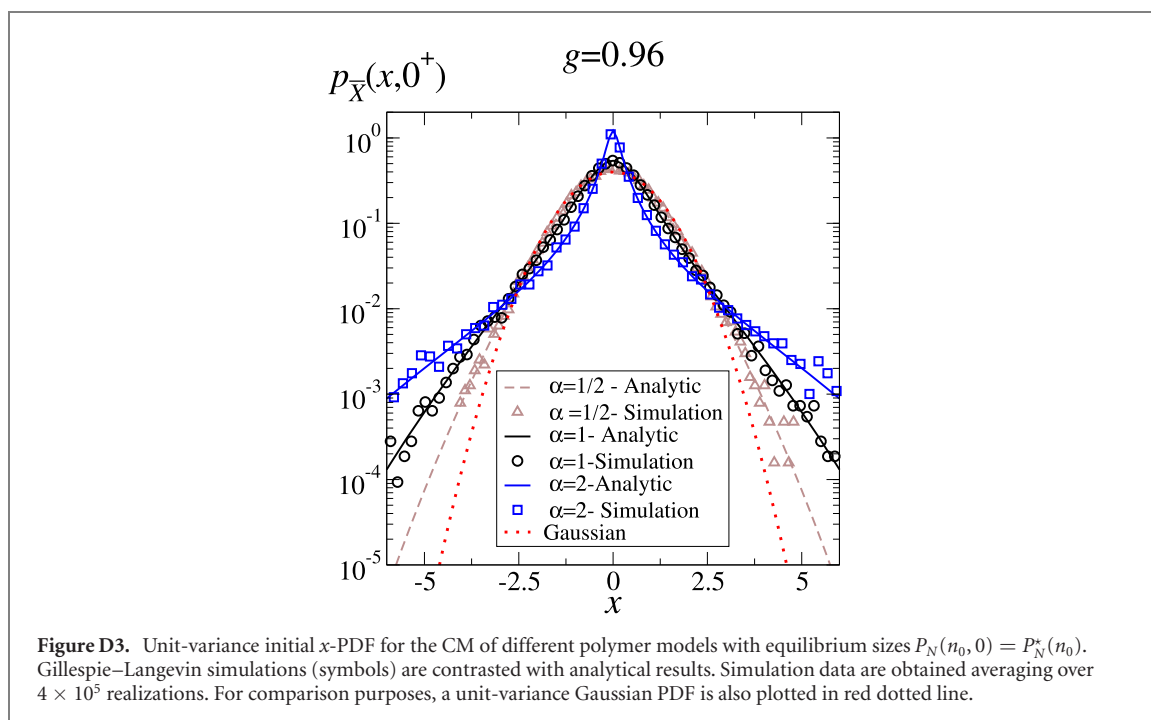 g=0.96
p_X̅(x,0⁺)
10⁰
10⁻¹
10⁻²
10⁻³
10⁻⁴
10⁻⁵
α=1/2 - Analytic
α =1/2- Simulation
α=1- Analytic
α=1-Simulation
α=2-Analytic
α=2- Simulation
Gaussian
-5 -2.5 0 2.5 5
x
Figure D3. Unit-variance initial x-PDF for the CM of different polymer models with equilibrium sizes P_N(n₀, 0) = P*_N(n₀).
Gillespie–Langevin simulations (symbols) are contrasted with analytical results. Simulation data are obtained averaging over
4 × 10⁵ realizations. For comparison purposes, a unit-variance Gaussian PDF is also plotted in red dotted line.